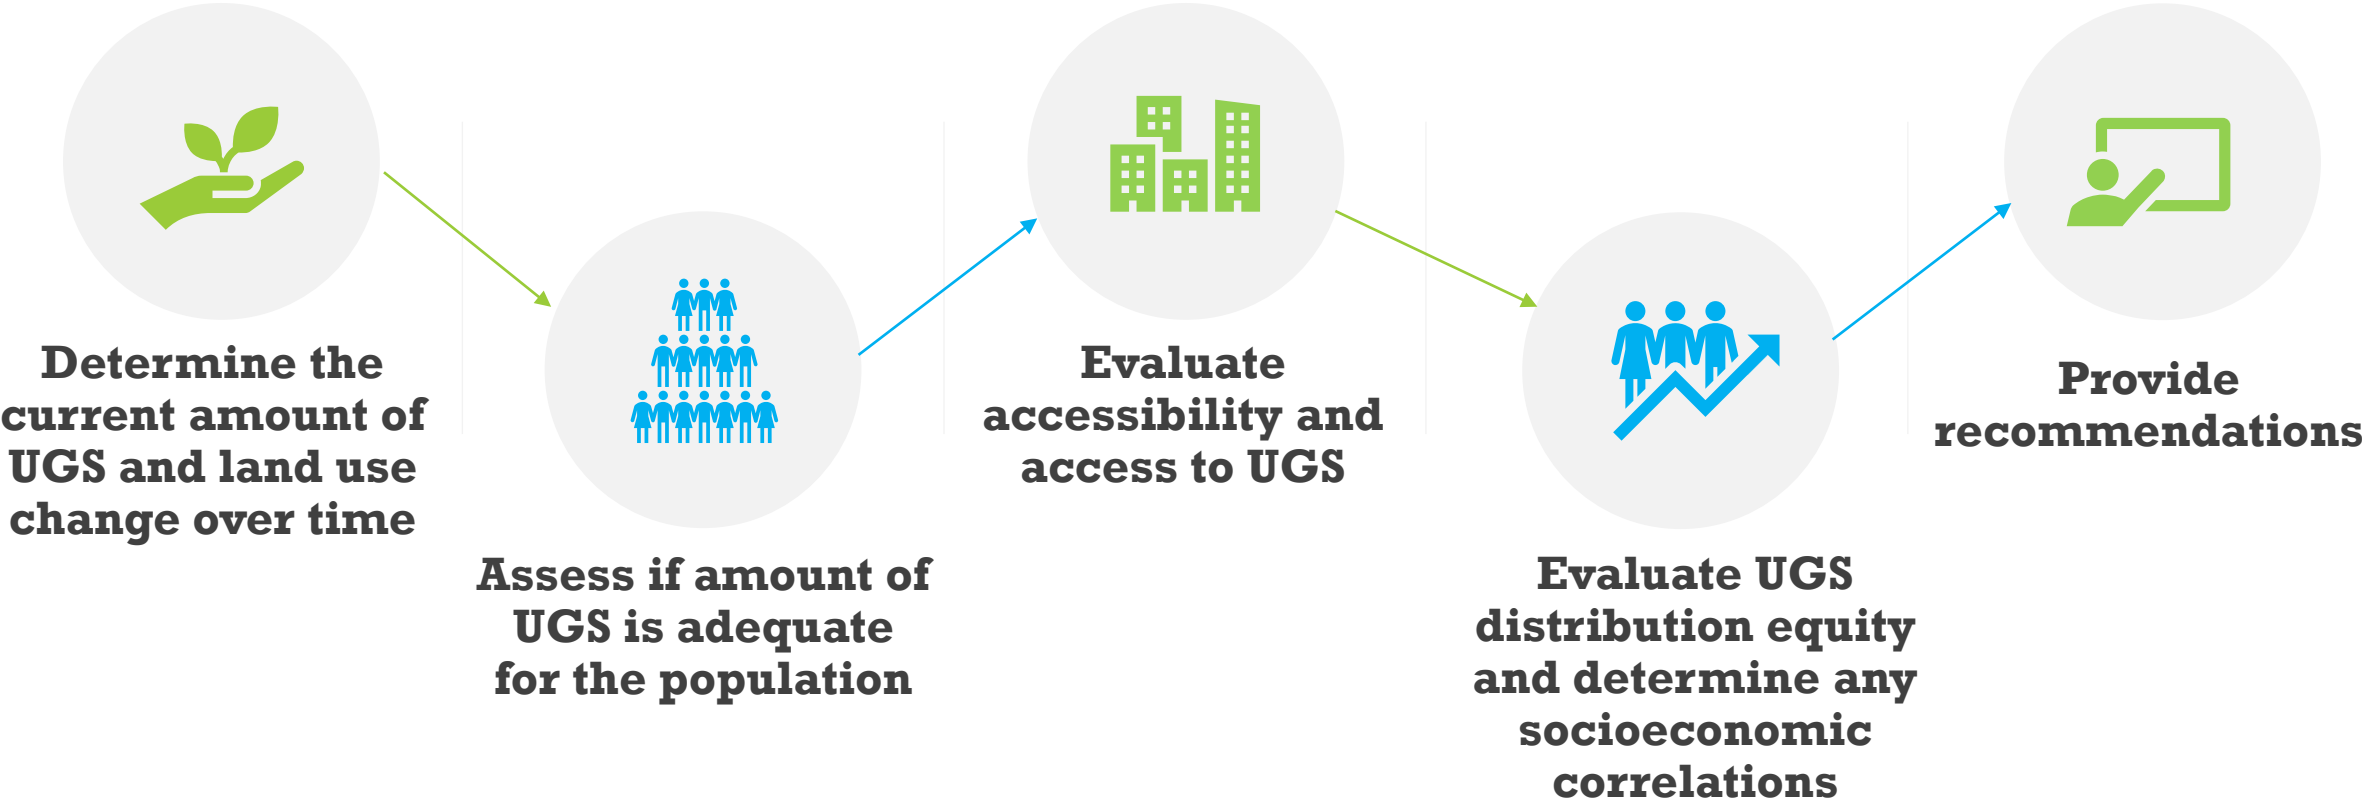 Determine the
current amount of
UGS and land use
change over time
Assess if amount of
UGS is adequate
for the population
Evaluate
accessibility and
access to UGS
Evaluate UGS
distribution equity
and determine any
socioeconomic
correlations
Provide
recommendations